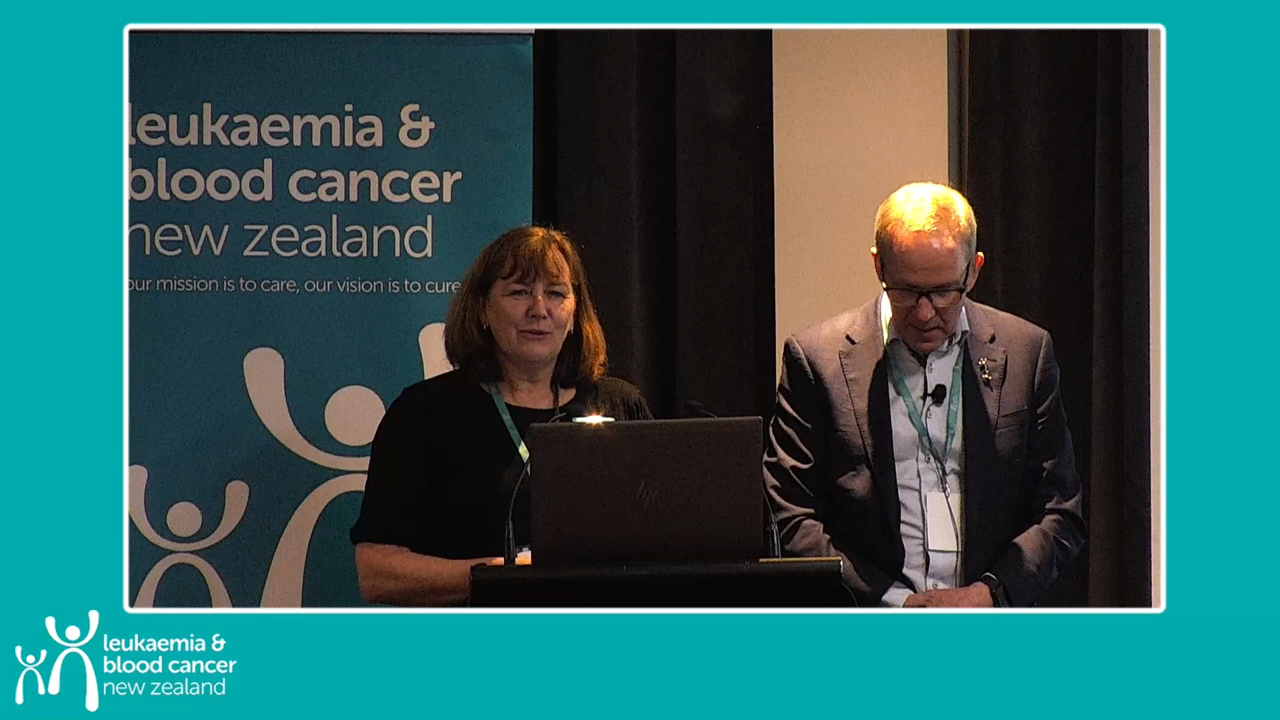 leukaemia &
blood cancer
new zealand
our mission is to care, our vision is to cure
hp
leukaemia &
blood cancer
new zealand